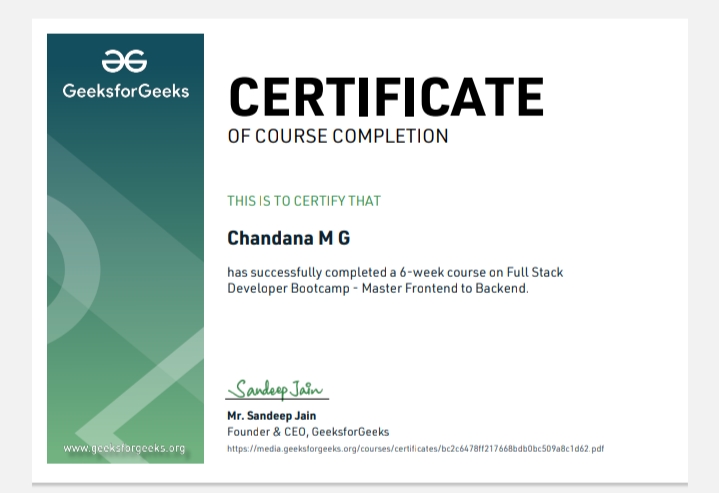 GeeksforGeeks
CERTIFICATE
OF COURSE COMPLETION
THIS IS TO CERTIFY THAT
Chandana M G
has successfully completed a 6-week course on Full Stack
Developer Bootcamp - Master Frontend to Backend.
Sandeep Jain
Mr. Sandeep Jain
Founder & CEO, GeeksforGeeks
https://media.geeksforgeeks.org/courses/certificates/bc2c6478ff217668bdb0bc509a8c1d62.pdf
www.geeksforgeeks.org